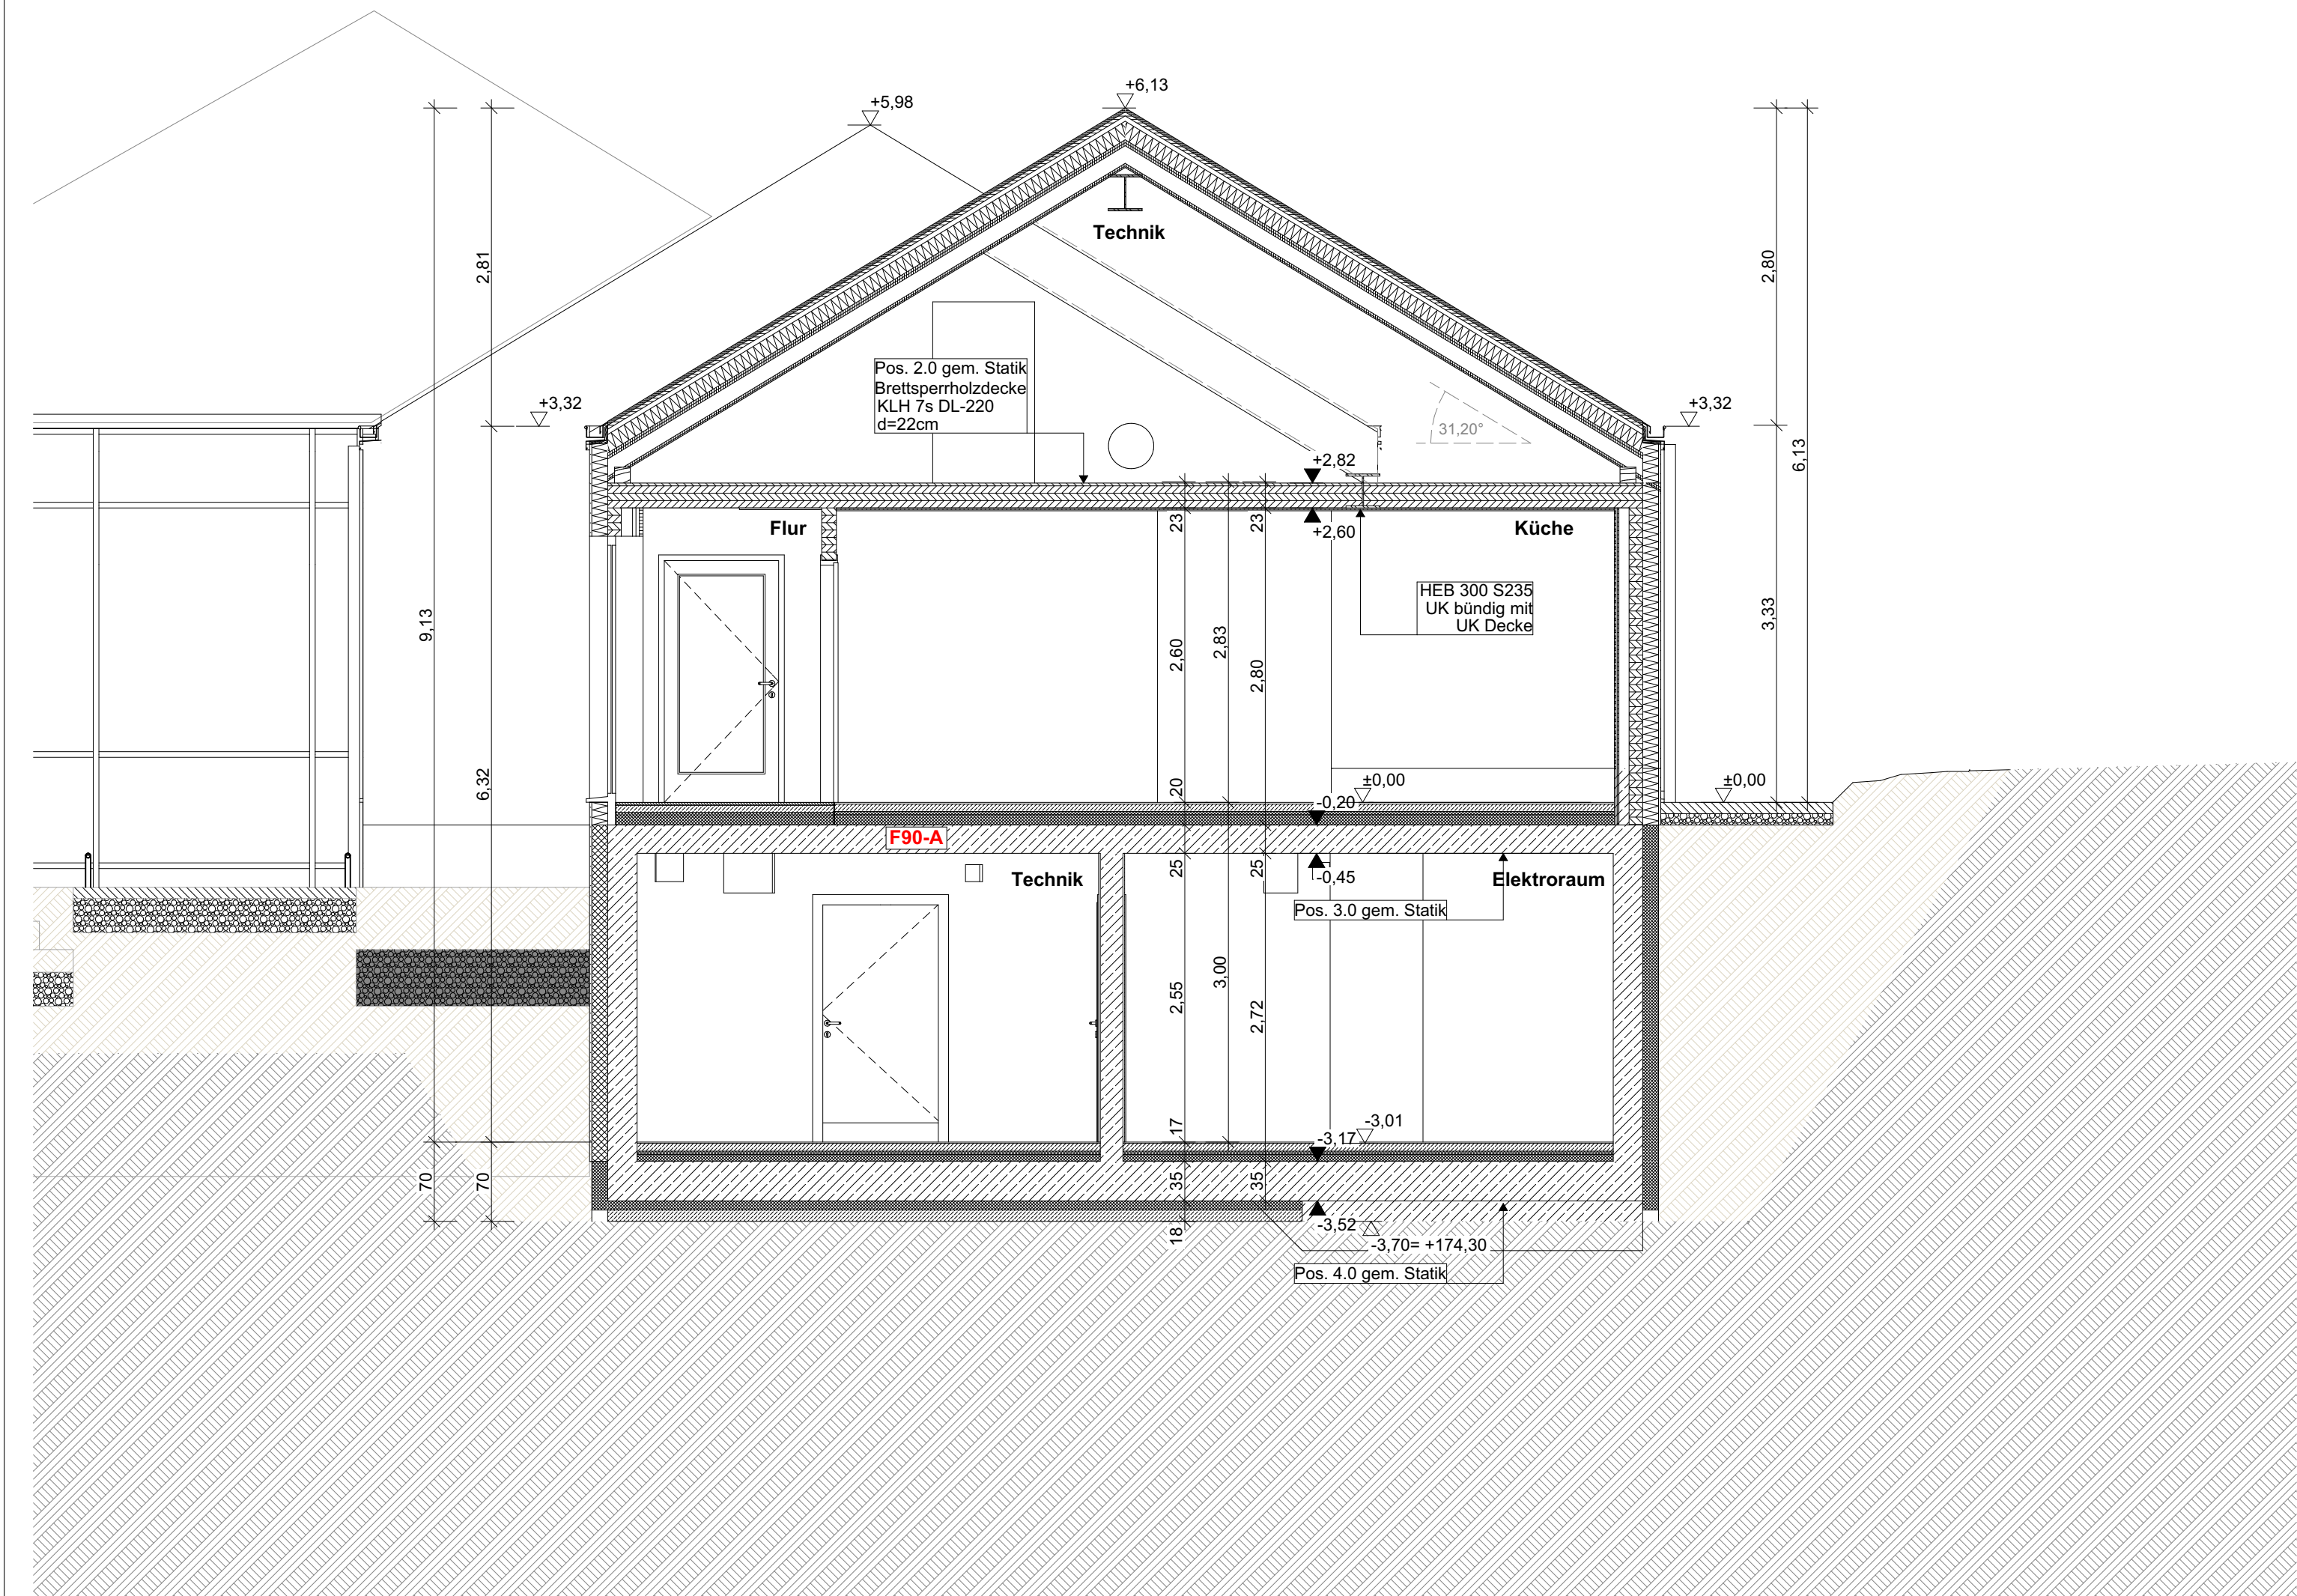 +6,13
+5,98
Technik
2,81
2,80
Pos. 2.0 gem. Statik
Brettsperrholzdecke
KLH 7s DL-220
d=22cm
+3,32
+3,32
31,20°
6,13
+2,82
Flur
23
23
+2,60
Küche
HEB 300 S235
UK bündig mit
UK Decke
9,13
2,60
2,83
2,80
3,33
6,32
20
±0,00
±0,00
-0,20
F90-A
25
25
-0,45
Technik
Elektroraum
Pos. 3.0 gem. Statik
2,55
3,00
2,72
17
-3,01
-3,17
70
70
35
35
-3,52
18
-3,70= +174,30
Pos. 4.0 gem. Statik